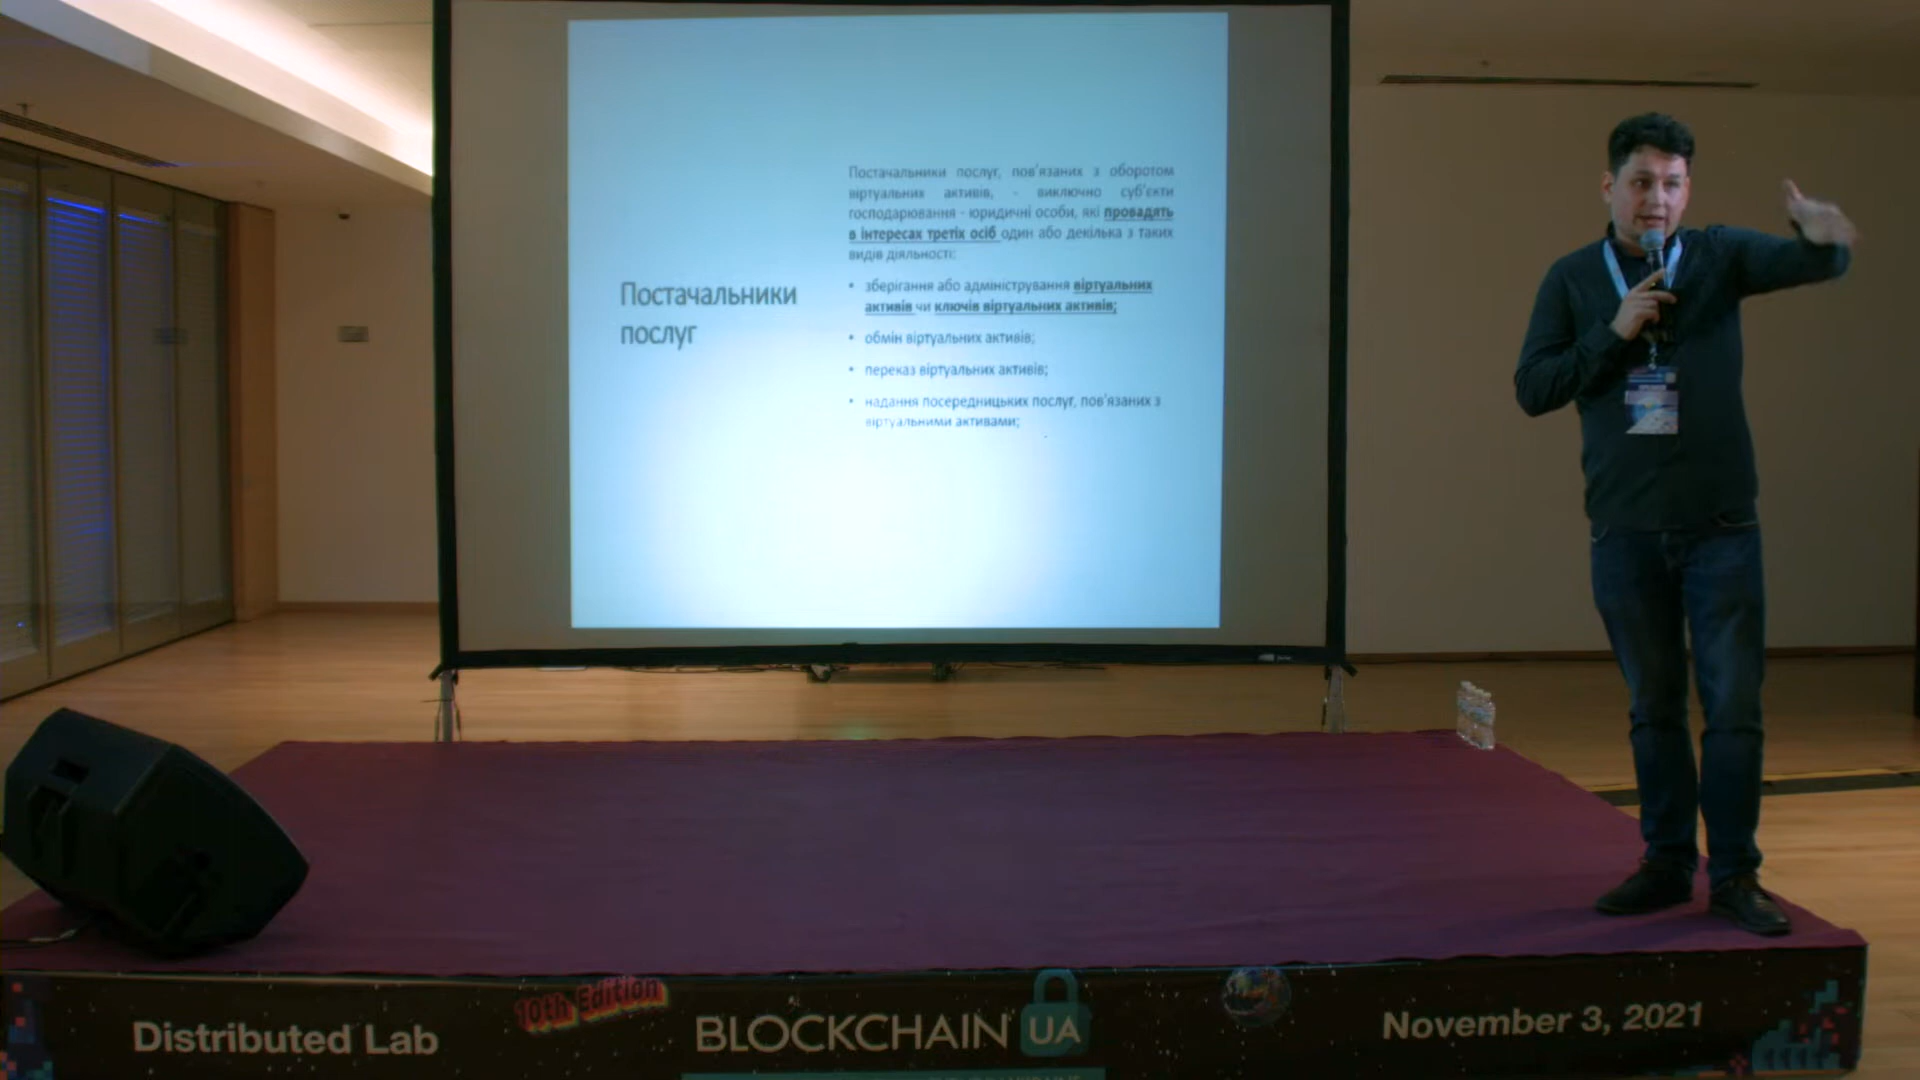 Постачальники
послуг
Постачальники послуг, пов'язаних з оборотом
віртуальних активів, - виключно суб'єкти
господарювання - юридичні особи, які провадять
в інтересах третіх осіб один або декілька з таких
видів діяльності:
• зберігання або адміністрування віртуальних
активів чи ключів віртуальних активів;
• обмін віртуальних активів;
• переказ віртуальних активів;
• надання посередницьких послуг, пов'язаних з
віртуальними активами;
Distributed Lab
10th Edition
BLOCKCHAIN UA
November 3, 2021